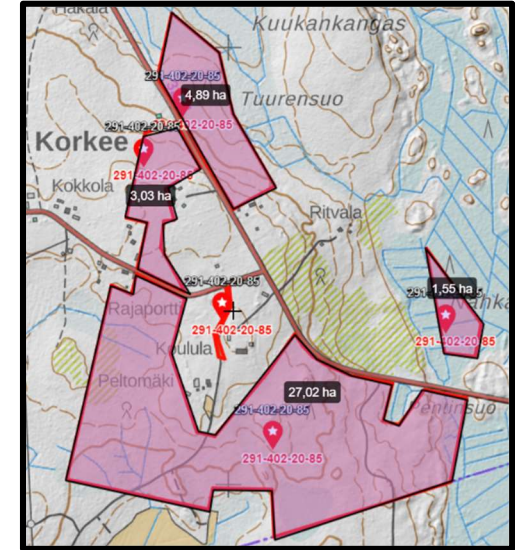 Hakala
Kuukankangas
291-402-20-85
4,89 ha
Tuurensuo
291-402-20-85
Korkee
291-402-20-85
Kokkola
3,03 ha
Ritvala
291-402-20-85
1,55 ha
Rajaportti
291-402-20-85
291-402-20-85
Koulula
Peltomäki
27,02 ha
Penunsuo
291-402-20-85
291-402-20-85